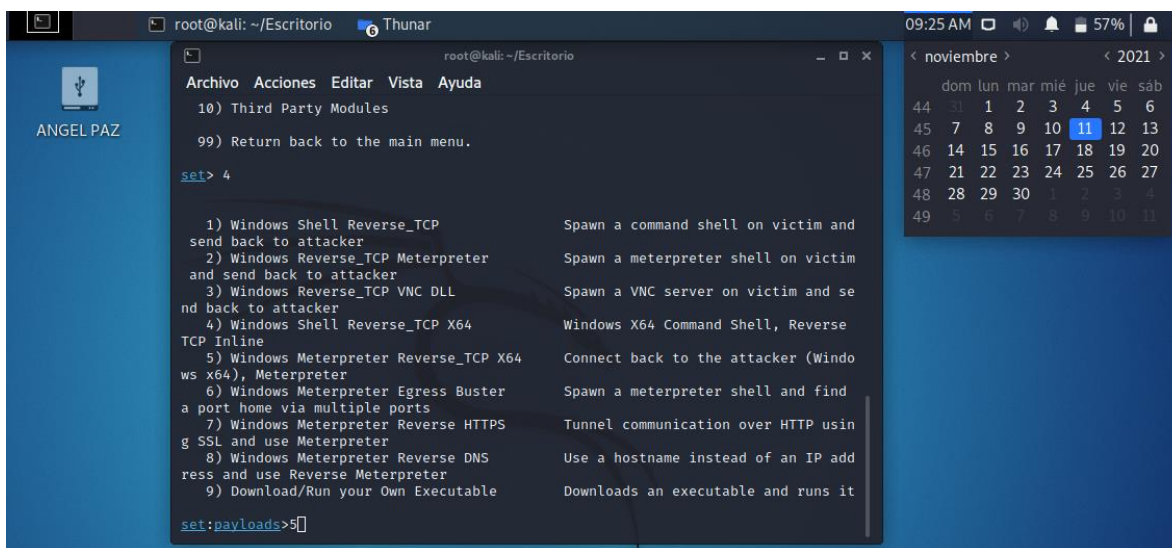 root@kali: ~/Escritorio
6
Thunar
09:25 AM
57%
ANGEL PAZ
root@kali: ~/Escritorio
Archivo Acciones Editar Vista Ayuda
10) Third Party Modules
99) Return back to the main menu.
set> 4
1) Windows Shell Reverse_TCP Spawn a command shell on victim and
send back to attacker
2) Windows Reverse_TCP Meterpreter Spawn a meterpreter shell on victim
and send back to attacker
3) Windows Reverse_TCP VNC DLL Spawn a VNC server on victim and se
nd back to attacker
4) Windows Shell Reverse_TCP X64 Windows X64 Command Shell, Reverse
TCP Inline
5) Windows Meterpreter Reverse_TCP X64 Connect back to the attacker (Windo
ws x64), Meterpreter
6) Windows Meterpreter Egress Buster Spawn a meterpreter shell and find
a port home via multiple ports
7) Windows Meterpreter Reverse HTTPS Tunnel communication over HTTP usin
g SSL and use Meterpreter
8) Windows Meterpreter Reverse DNS Use a hostname instead of an IP add
ress and use Reverse Meterpreter
9) Download/Run your Own Executable Downloads an executable and runs it
set:payloads>5
< noviembre > < 2021 >
dom lun mar mié jue vie sáb
44 31 1 2 3 4 5 6
45 7 8 9 10 11 12 13
46 14 15 16 17 18 19 20
47 21 22 23 24 25 26 27
48 28 29 30 1 2 3 4
49 5 6 7 8 9 10 11